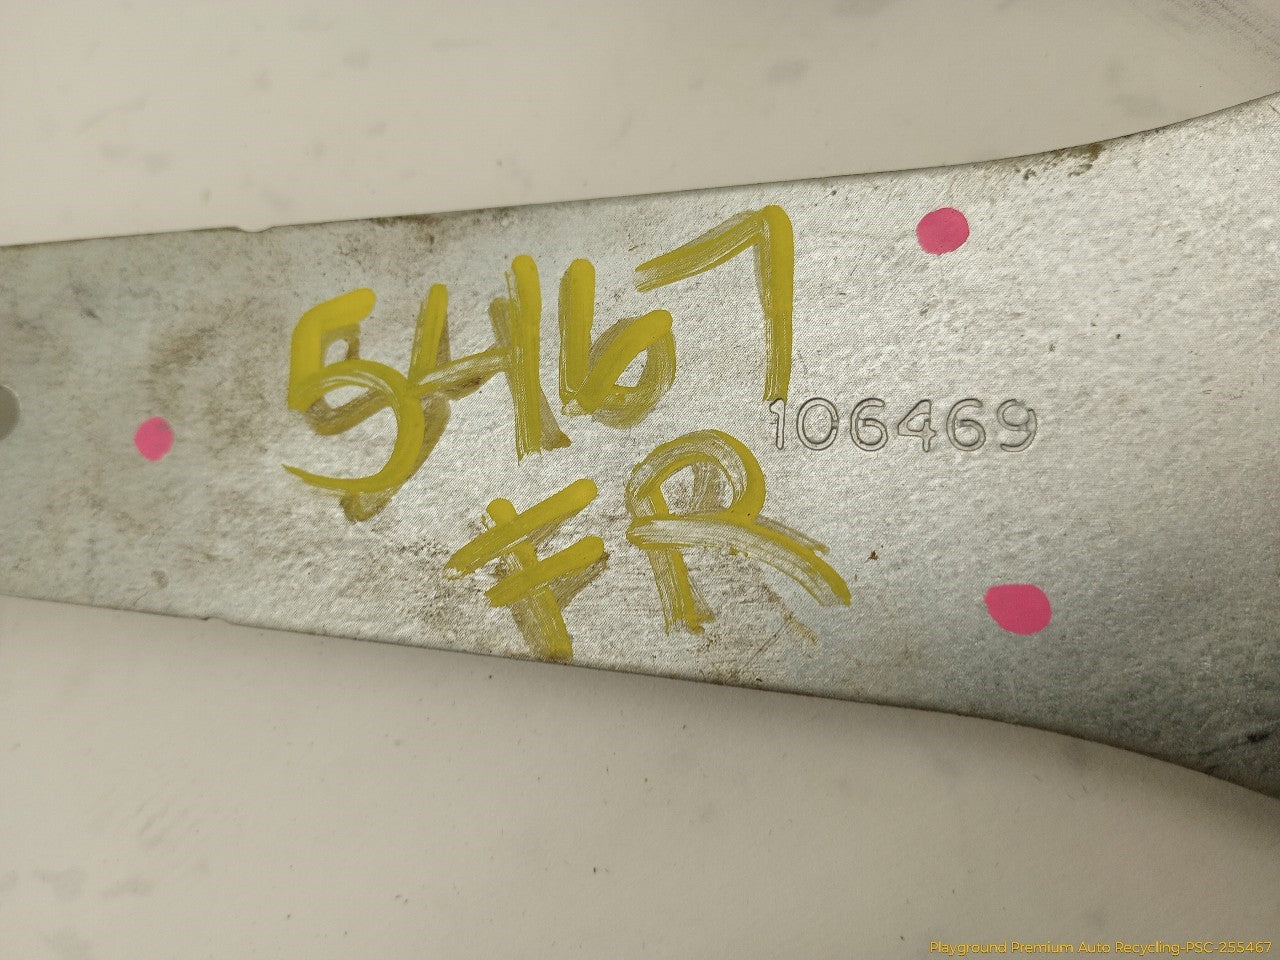 5467
106469
FR
Playground Premium Auto Recycling-PSC-255467